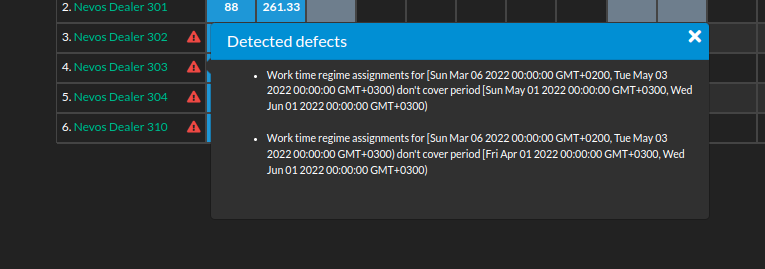 2. Nevos Dealer 301 88 261.33
3. Nevos Dealer 302
4. Nevos Dealer 303
5. Nevos Dealer 304
6. Nevos Dealer 310
Detected defects
Work time regime assignments for [Sun Mar 06 2022 00:00:00 GMT+0200, Tue May 03
2022 00:00:00 GMT+0300) don't cover period [Sun May 01 2022 00:00:00 GMT+0300, Wed
Jun 01 2022 00:00:00 GMT+0300)
Work time regime assignments for [Sun Mar 06 2022 00:00:00 GMT+0200, Tue May 03
2022 00:00:00 GMT+0300) don't cover period [Fri Apr 01 2022 00:00:00 GMT+0300, Wed
Jun 01 2022 00:00:00 GMT+0300)